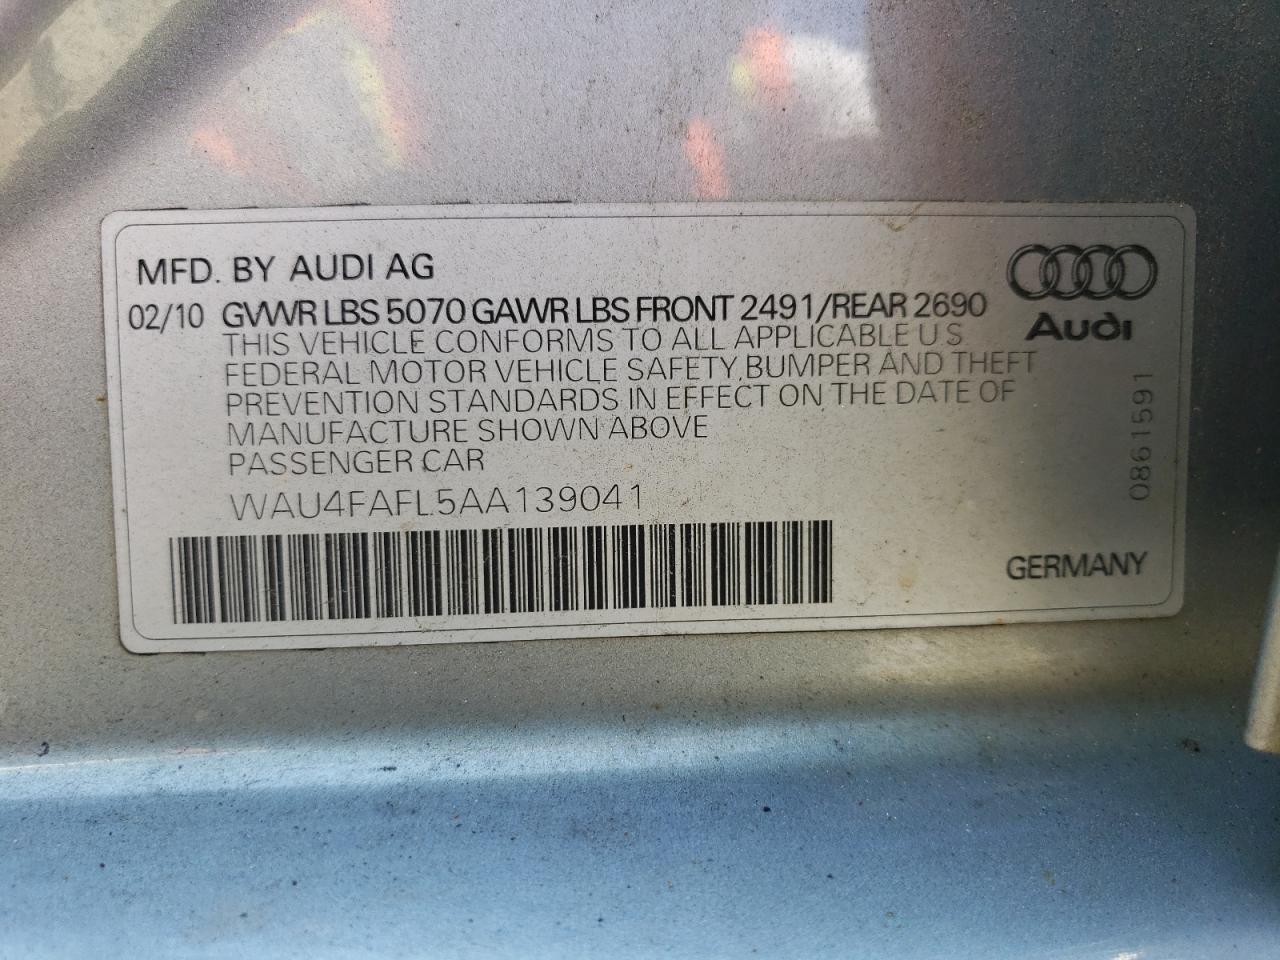 MFD. BY AUDI AG
02/10 GVWR LBS 5070 GAWR LBS FRONT 2491/REAR 2690
THIS VEHICLE CONFORMS TO ALL APPLICABLE U S
FEDERAL MOTOR VEHICLE SAFETY, BUMPER AND THEFT
PREVENTION STANDARDS IN EFFECT ON THE DATE OF
MANUFACTURE SHOWN ABOVE
PASSENGER CAR
WAU4FAFL5AA139041
Audi
0861591
GERMANY